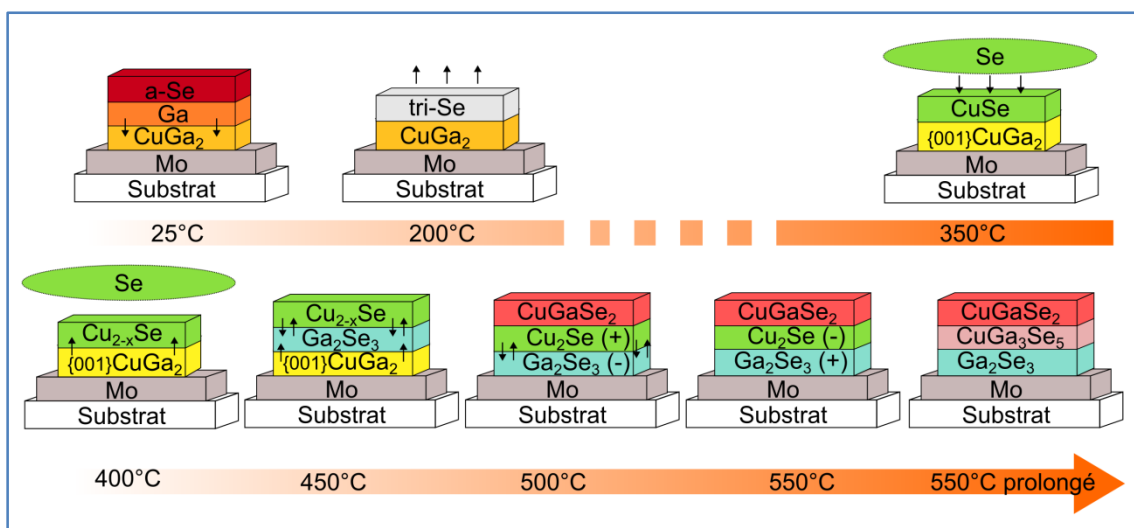 Se
a-Se
Ga
CuGa₂
Mo
Substrat
tri-Se
CuGa₂
Mo
Substrat
CuSe
{001}CuGa₂
Mo
Substrat
25°C 200°C 350°C
Se
Cu₂₋ₓSe
{001}CuGa₂
Mo
Substrat
Cu₂₋ₓSe
Ga₂Se₃
{001}CuGa₂
Mo
Substrat
CuGaSe₂
Cu₂Se (+)
Ga₂Se₃ (-)
Mo
Substrat
CuGaSe₂
Cu₂Se (-)
Ga₂Se₃ (+)
Mo
Substrat
CuGaSe₂
CuGa₃Se₅
Ga₂Se₃
Mo
Substrat
400°C 450°C 500°C 550°C 550°C prolongé